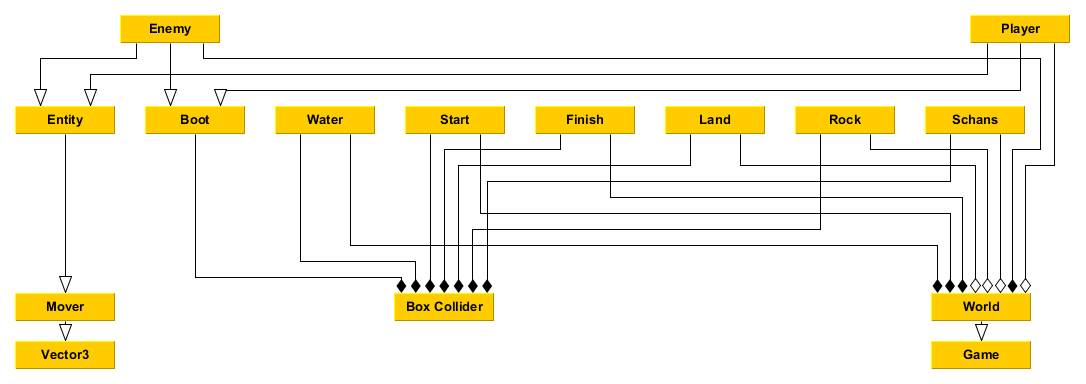 Enemy
Player
Entity
Boot
Water
Start
Finish
Land
Rock
Schans
Mover
Box Collider
World
Vector3
Game